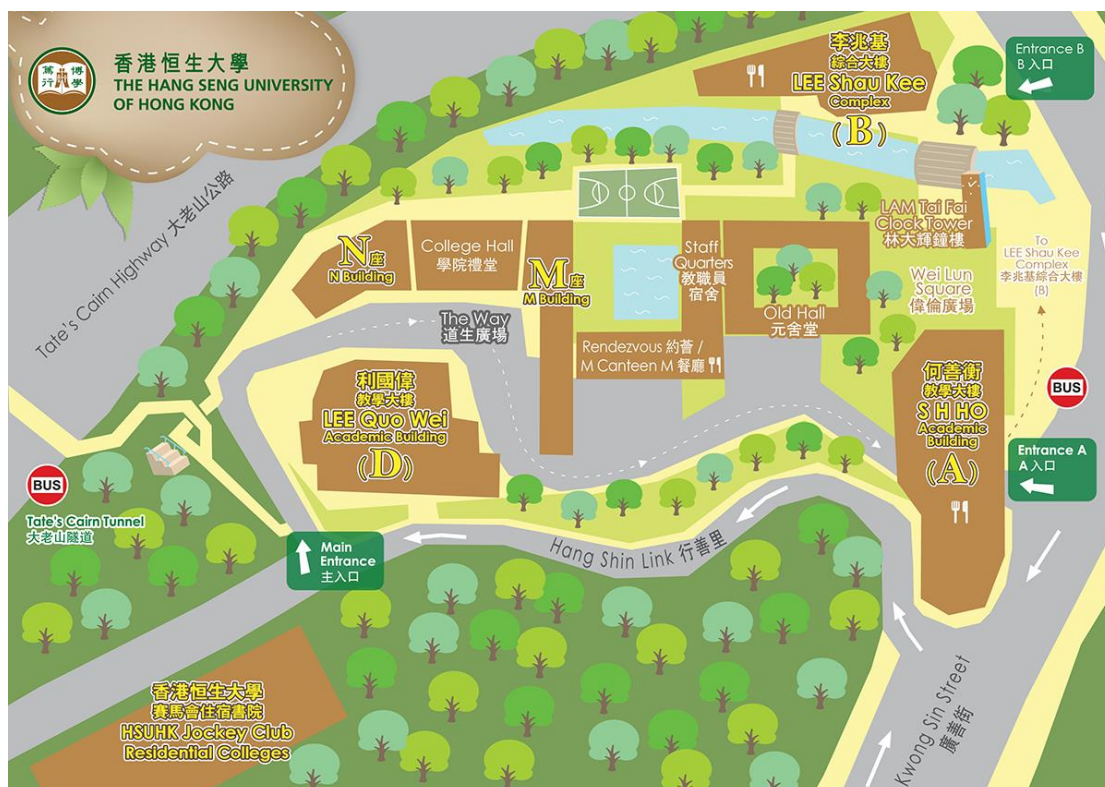 博學
篤行
香港恒生大學
THE HANG SENG UNIVERSITY
OF HONG KONG
李兆基
綜合大樓
LEE Shau Kee
Complex
(B)
Entrance B
B 入口
Tate's Cairn Highway 大老山公路
N座
N Building
College Hall
學院禮堂
M座
M Building
Staff
Quarters
教職員
宿舍
LAM Tai Fai
Clock Tower
林大輝鐘樓
To
LEE Shau Kee
Complex
李兆基綜合大樓
(B)
Wei Lun
Square
偉倫廣場
Old Hall
元舍堂
The Way
道生廣場
Rendezvous 約薈 /
M Canteen M 餐廳
利國偉
教學大樓
LEE Quo Wei
Academic Building
(D)
何善衡
教學大樓
S H HO
Academic
Building
(A)
BUS
Entrance A
A 入口
BUS
Tate's Cairn Tunnel
大老山隧道
Main
Entrance
主入口
Hang Shin Link 行善里
香港恒生大學
賽馬會住宿書院
HSUHK Jockey Club
Residential Colleges
Kwong Sin Street
廣善街